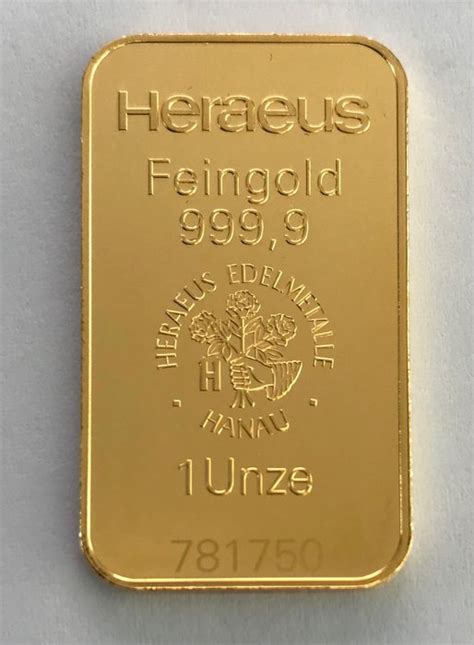 Heraeus
Feingold
999,9
HERAEUS EDELMETALLE
H
· HANAU ·
1 Unze
781750